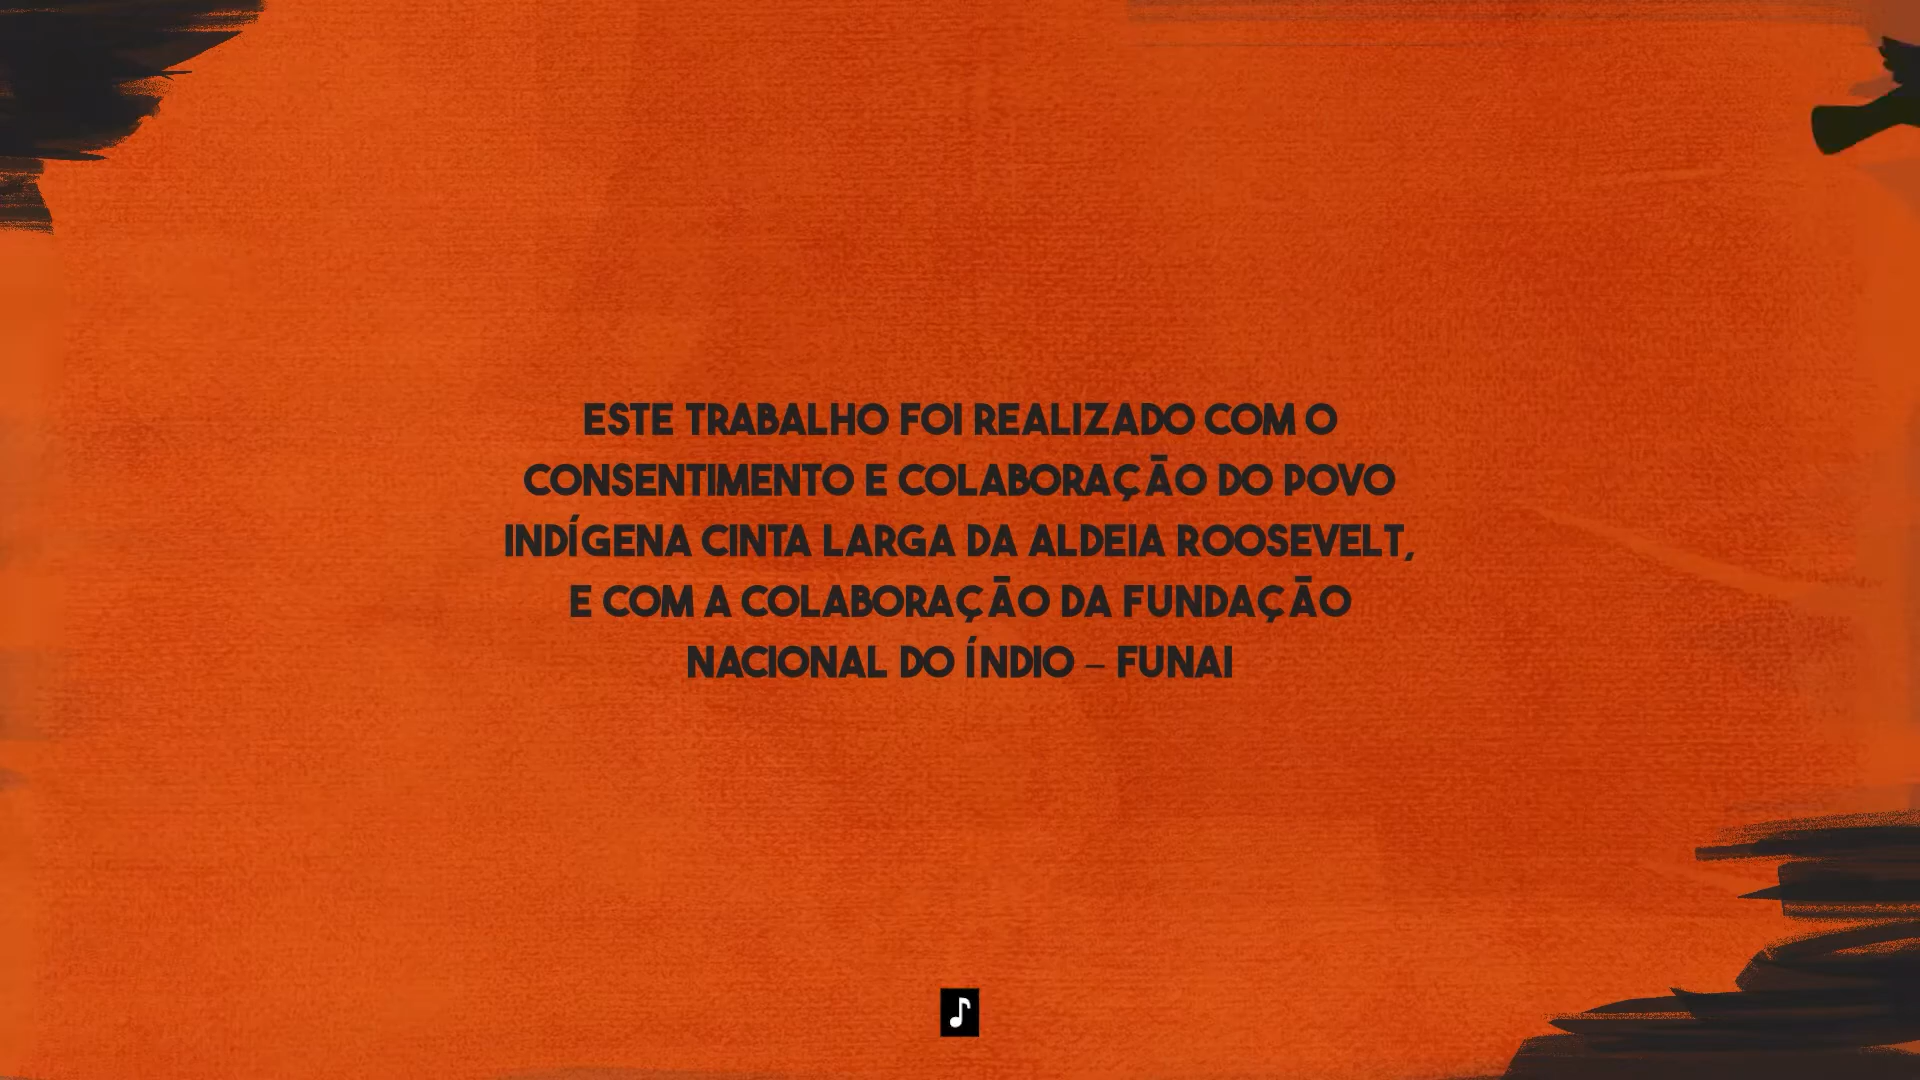 ESTE TRABALHO FOI REALIZADO COM O
CONSENTIMENTO E COLABORAÇÃO DO POVO
INDÍGENA CINTA LARGA DA ALDEIA ROOSEVELT,
E COM A COLABORAÇÃO DA FUNDAÇÃO
NACIONAL DO ÍNDIO – FUNAI
♪